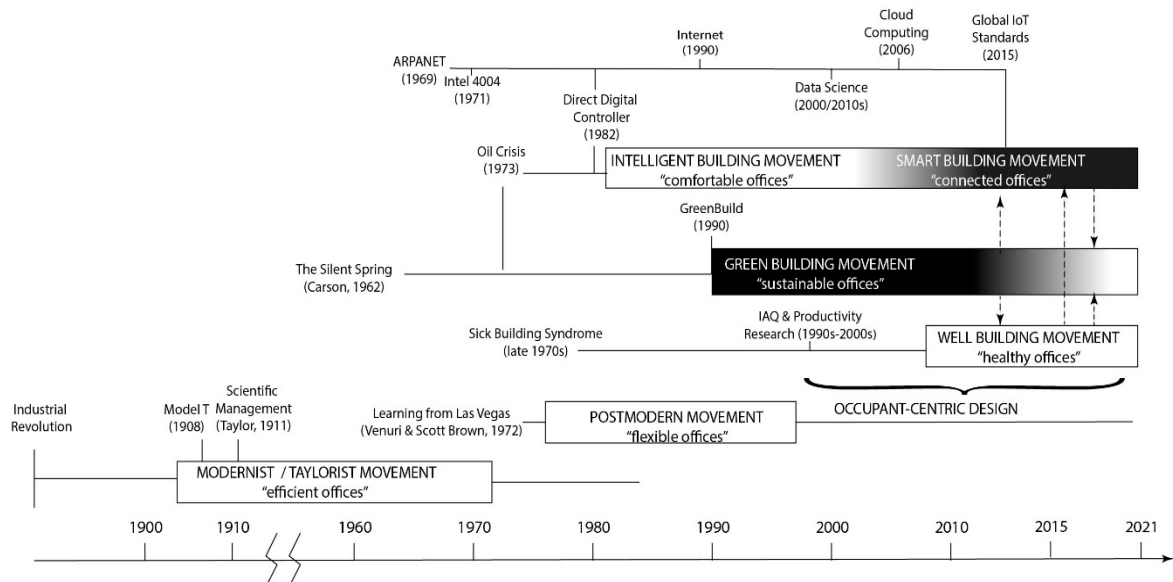 Cloud
Computing
(2006)
Global IoT
Standards
(2015)
Internet
(1990)
ARPANET
(1969)
Intel 4004
(1971)
Data Science
(2000/2010s)
Direct Digital
Controller
(1982)
Oil Crisis
(1973)
INTELLIGENT BUILDING MOVEMENT
"comfortable offices"
SMART BUILDING MOVEMENT
"connected offices"
GreenBuild
(1990)
The Silent Spring
(Carson, 1962)
GREEN BUILDING MOVEMENT
"sustainable offices"
IAQ & Productivity
Research (1990s-2000s)
Sick Building Syndrome
(late 1970s)
WELL BUILDING MOVEMENT
"healthy offices"
Industrial
Revolution
Model T
(1908)
Scientific
Management
(Taylor, 1911)
Learning from Las Vegas
(Venuri & Scott Brown, 1972)
POSTMODERN MOVEMENT
"flexible offices"
OCCUPANT-CENTRIC DESIGN
MODERNIST / TAYLORIST MOVEMENT
"efficient offices"
1900 1910 1960 1970 1980 1990 2000 2010 2015 2021